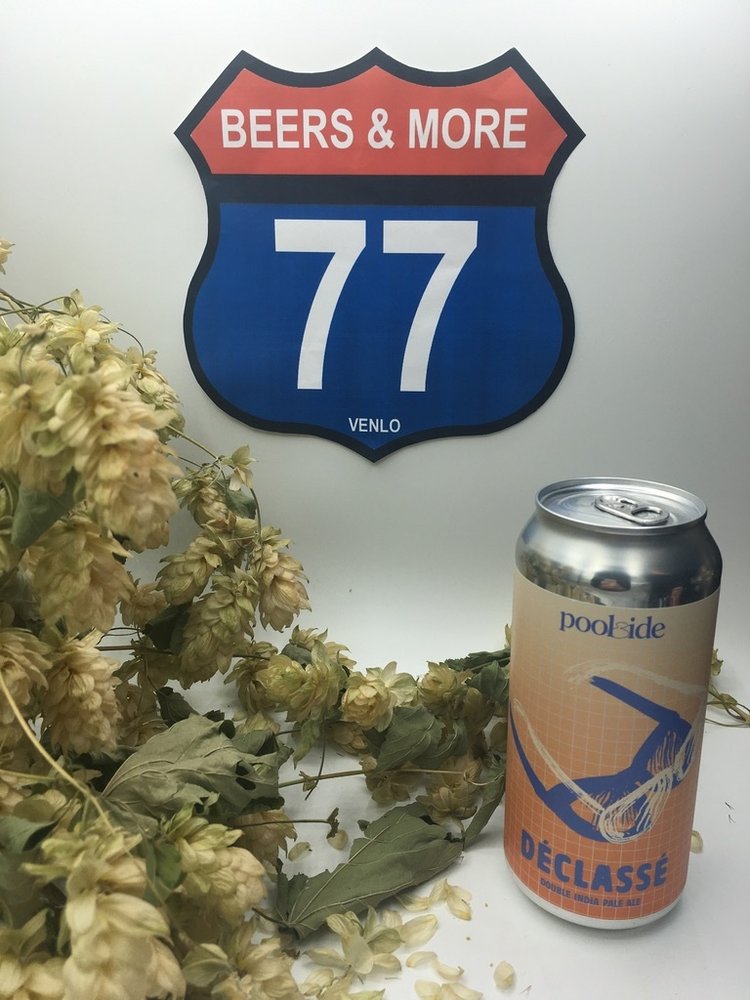 BEERS & MORE
77
VENLO
poolside
DÉCLASSÉ
DOUBLE INDIA PALE ALE